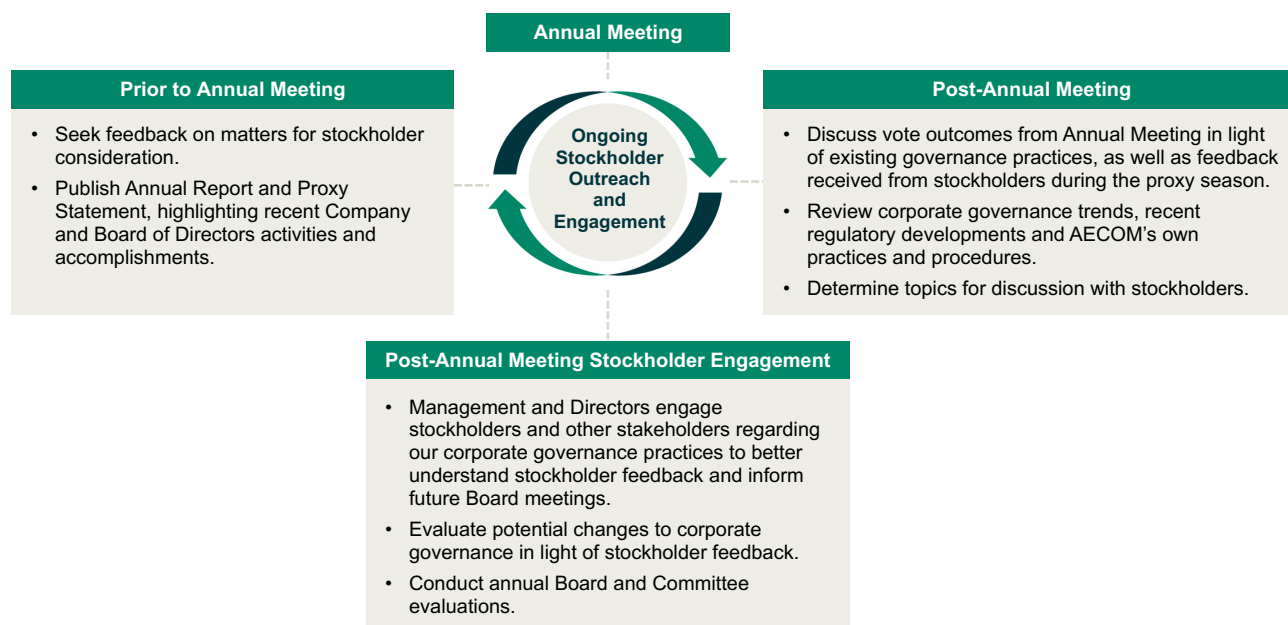 Annual Meeting
Prior to Annual Meeting
• Seek feedback on matters for stockholder
consideration.
• Publish Annual Report and Proxy
Statement, highlighting recent Company
and Board of Directors activities and
accomplishments.
Ongoing
Stockholder
Outreach
and
Engagement
Post-Annual Meeting
• Discuss vote outcomes from Annual Meeting in light
of existing governance practices, as well as feedback
received from stockholders during the proxy season.
• Review corporate governance trends, recent
regulatory developments and AECOM’s own
practices and procedures.
• Determine topics for discussion with stockholders.
Post-Annual Meeting Stockholder Engagement
• Management and Directors engage
stockholders and other stakeholders regarding
our corporate governance practices to better
understand stockholder feedback and inform
future Board meetings.
• Evaluate potential changes to corporate
governance in light of stockholder feedback.
• Conduct annual Board and Committee
evaluations.